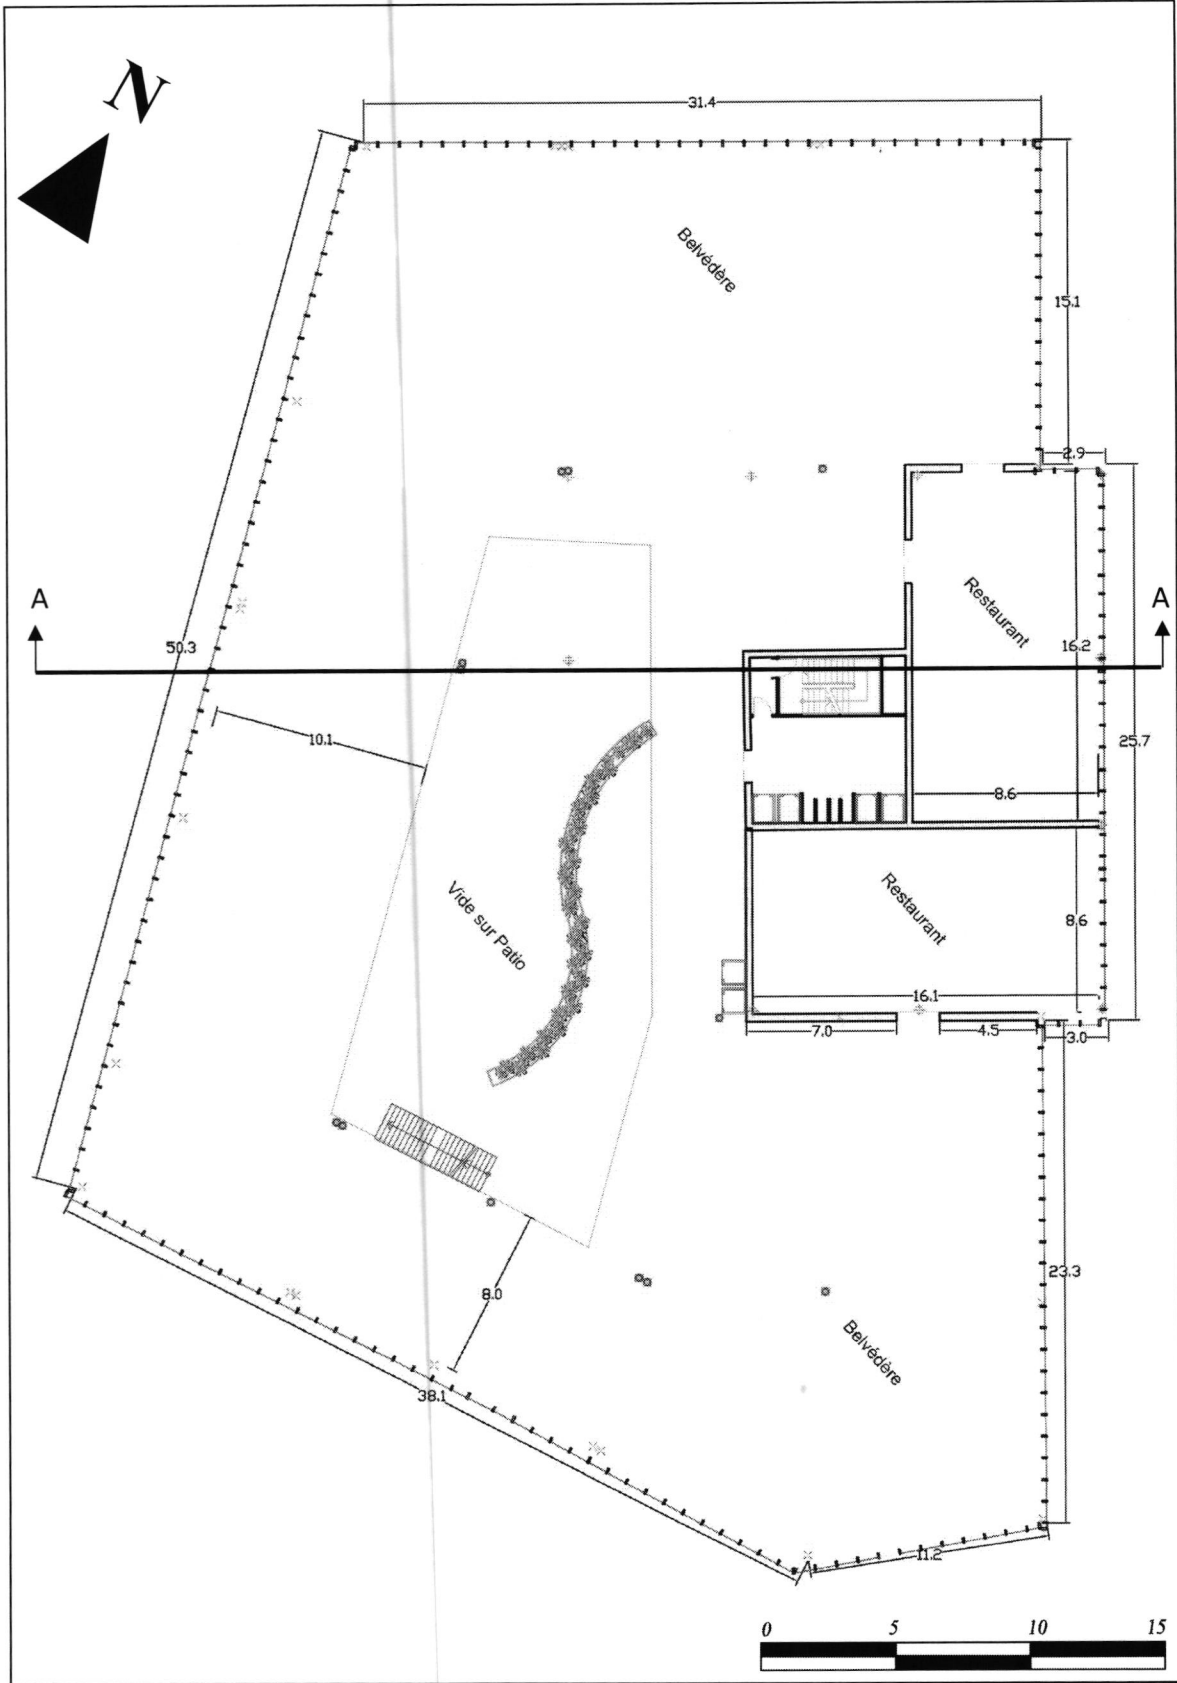 N
31.4
Belvédère
15.1
2.9
Restaurant
A
A
50.3
16.2
10.1
25.7
8.6
Restaurant
Vide sur Patio
8.6
16.1
7.0
4.5
3.0
23.3
8.0
Belvédère
38.1
11.2
0 5 10 15